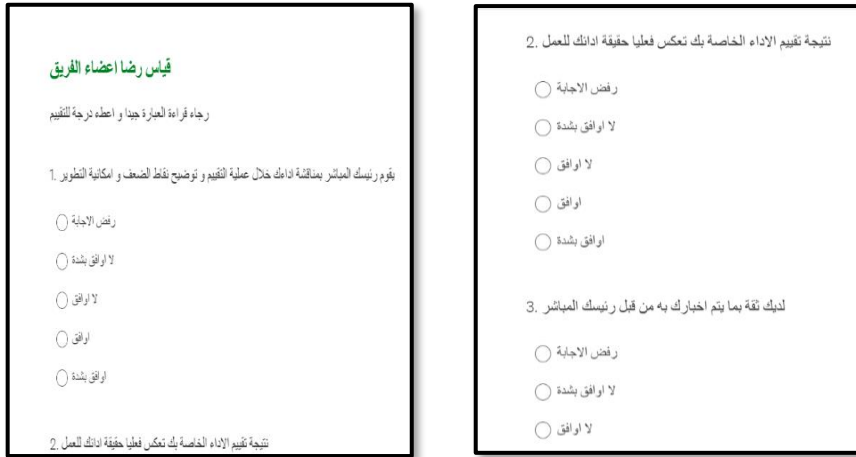 قياس رضا اعضاء الفريق
رجاء قراءة العبارة جيدا و اعطه درجة للتقييم
1. يقوم رئيسك المباشر بمناقشة اداءك خلال عملية التقييم و توضيح نقاط الضعف و امكانية التطوير
رفض الاجابة
لا اوافق بشدة
لا اوافق
اوافق
اوافق بشدة
2. نتيجة تقييم الاداء الخاصة بك تعكس فعليا حقيقة ادائك للعمل
2. نتيجة تقييم الاداء الخاصة بك تعكس فعليا حقيقة ادائك للعمل
رفض الاجابة
لا اوافق بشدة
لا اوافق
اوافق
اوافق بشدة
3. لديك ثقة بما يتم اخبارك به من قبل رئيسك المباشر
رفض الاجابة
لا اوافق بشدة
لا اوافق